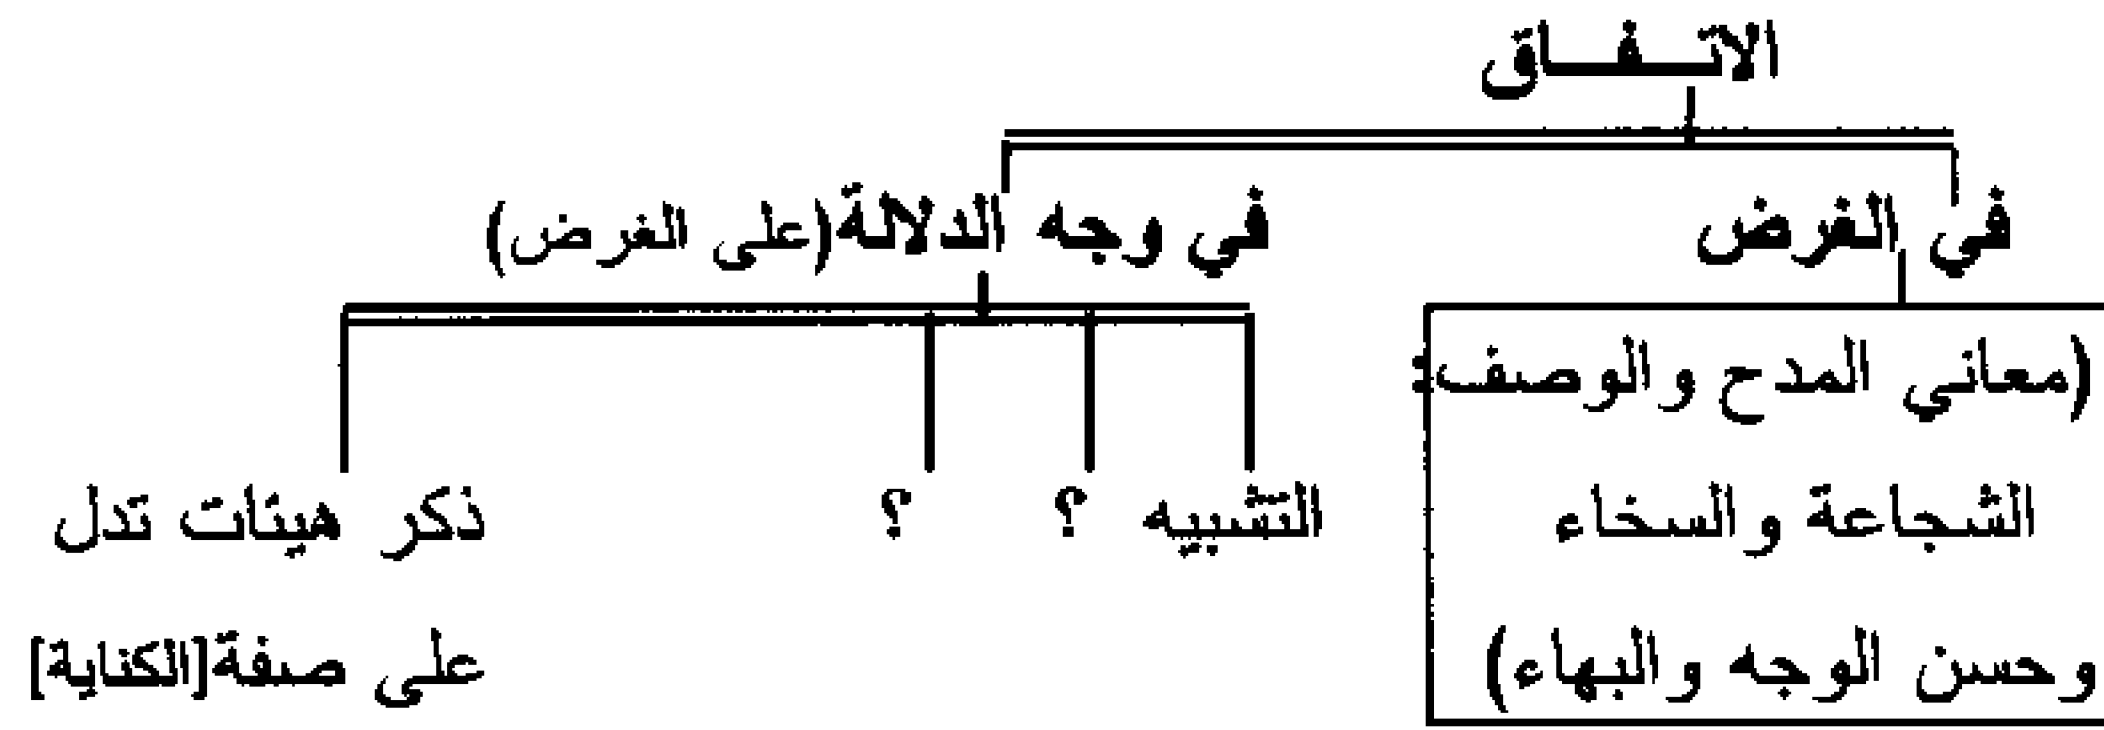 الاتفاق
في الغرض
في وجه الدلالة(على الغرض)
(معاني المدح والوصف:
الشجاعة والسخاء
وحسن الوجه والبهاء)
التشبيه
؟
؟
ذكر هيئات تدل
على صفة[الكناية]